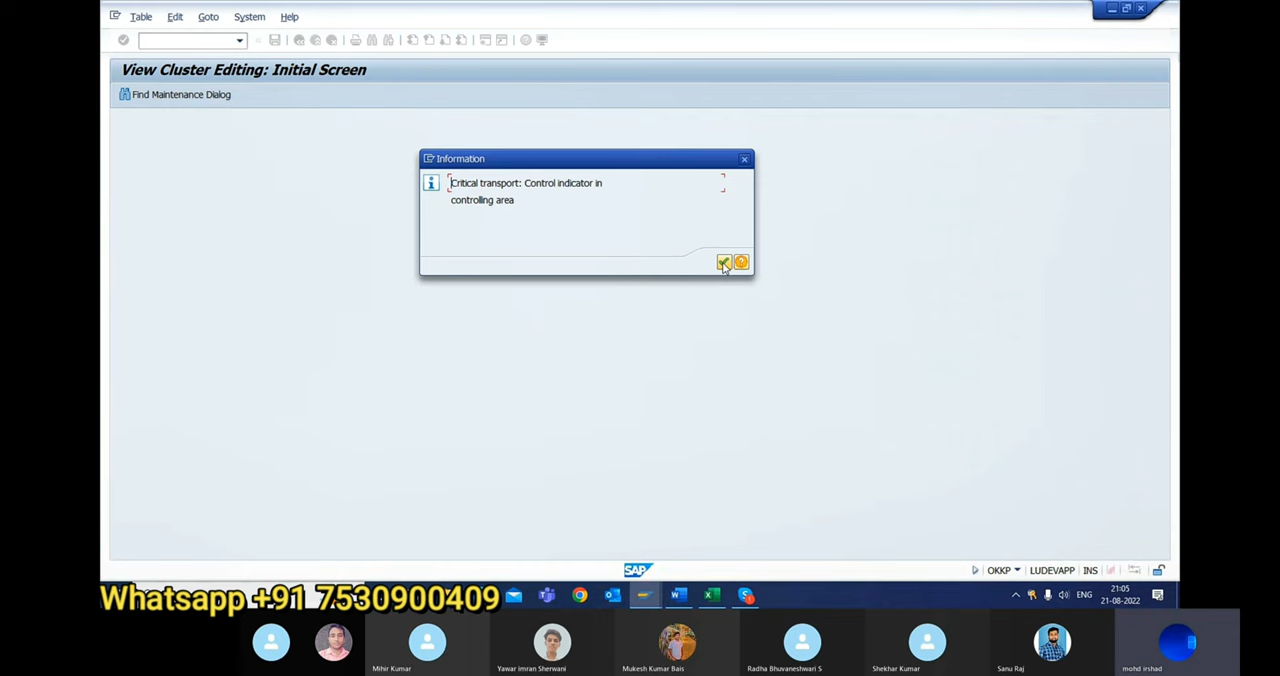 Table Edit Goto System Help
View Cluster Editing: Initial Screen
Find Maintenance Dialog
Information
Critical transport: Control indicator in
controlling area
SAP
OKKP LUDEVAPP INS
Whatsapp +91 7530900409
ENG
21:05
21-08-2022
Mihir Kumar
Yawar imran Sherwani
Mukesh Kumar Bais
Radha Bhuvaneshwari S
Shekhar Kumar
Sanu Raj
mohd irshad